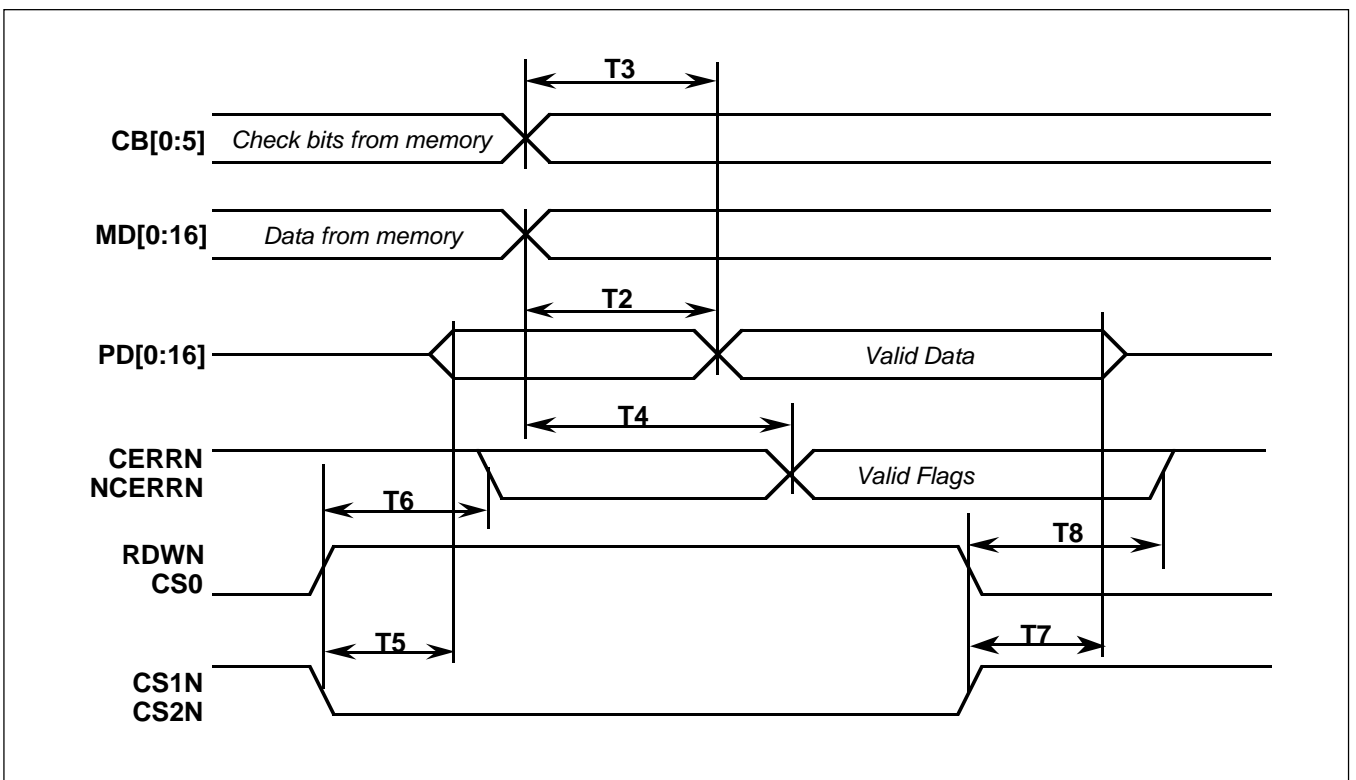 T3
CB[0:5] Check bits from memory
MD[0:16] Data from memory
T2
PD[0:16] Valid Data
T4
CERRN
NCERRN
Valid Flags
T6
T8
RDWN
CS0
T5
T7
CS1N
CS2N